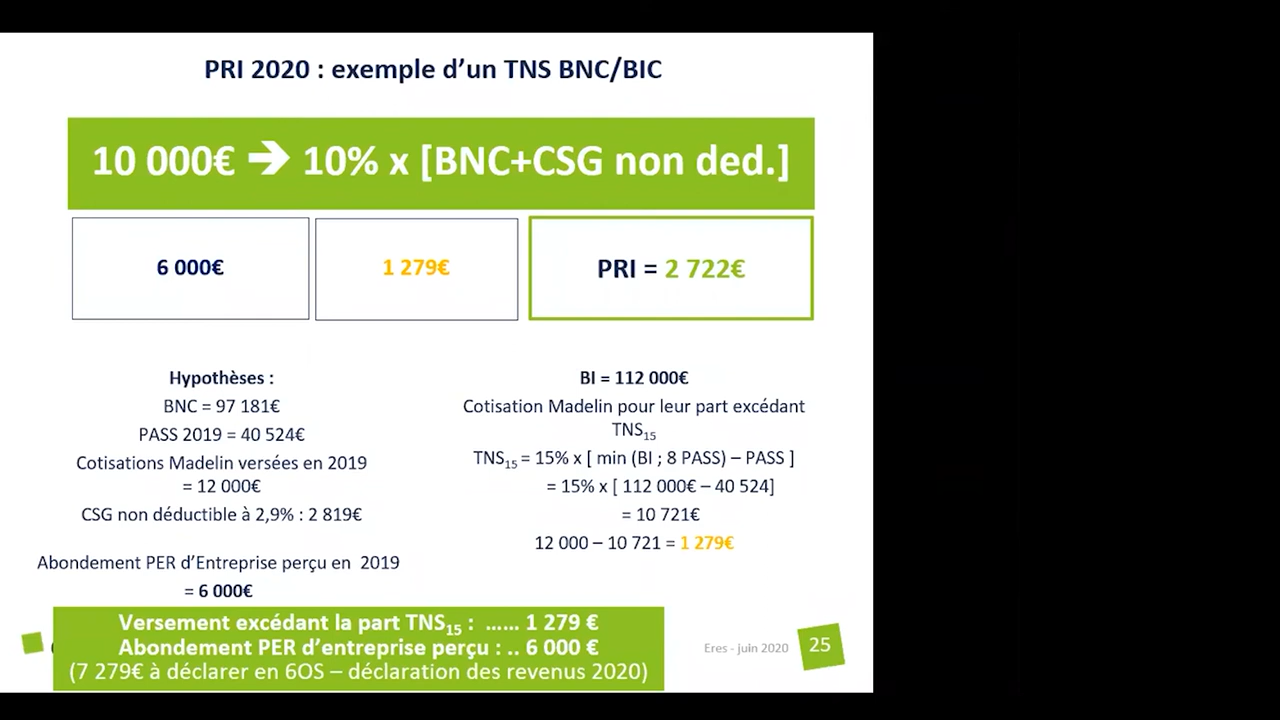 PRI 2020 : exemple d'un TNS BNC/BIC
10 000€ → 10% x [BNC+CSG non ded.]
6 000€
1 279€
PRI = 2 722€
Hypothèses :
BNC = 97 181€
PASS 2019 = 40 524€
Cotisations Madelin versées en 2019
= 12 000€
CSG non déductible à 2,9% : 2 819€
Abondement PER d'Entreprise perçu en 2019
= 6 000€
BI = 112 000€
Cotisation Madelin pour leur part excédant
TNS15
TNS15 = 15% x [ min (BI ; 8 PASS) – PASS ]
= 15% x [ 112 000€ – 40 524]
= 10 721€
12 000 – 10 721 = 1 279€
Versement excédant la part TNS15 : …... 1 279 €
Abondement PER d'entreprise perçu : .. 6 000 €
(7 279€ à déclarer en 6OS – déclaration des revenus 2020)
Eres - juin 2020
25